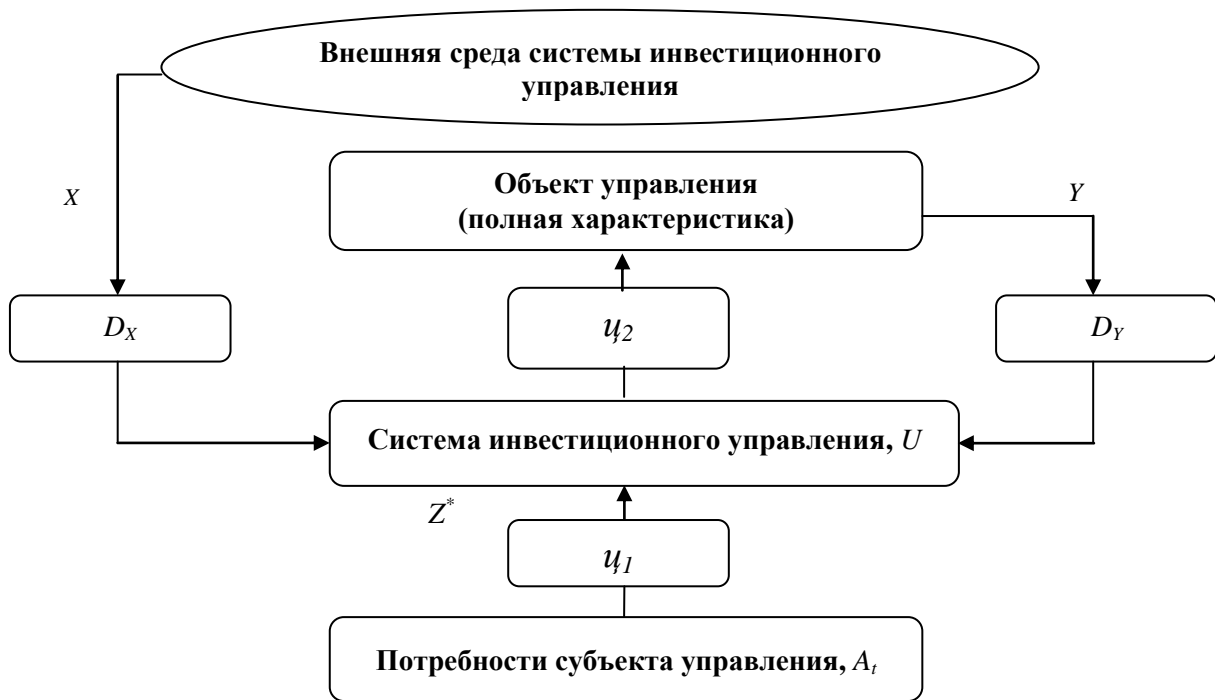 Внешняя среда системы инвестиционного
управления
Объект управления
(полная характеристика)
X
Y
D_X
ц_2
D_Y
Система инвестиционного управления, U
Z^*
ц_1
Потребности субъекта управления, A_t